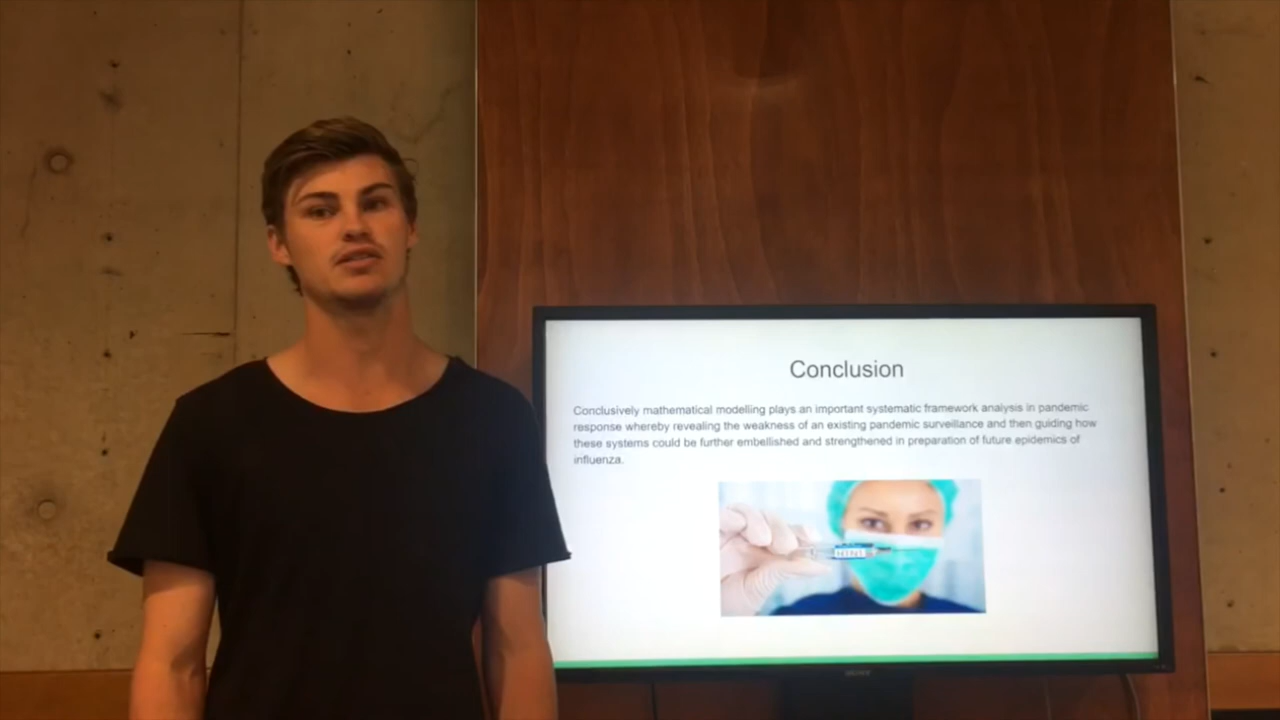 Conclusion
Conclusively mathematical modelling plays an important systematic framework analysis in pandemic
response whereby revealing the weakness of an existing pandemic surveillance and then guiding how
these systems could be further embellished and strengthened in preparation of future epidemics of
influenza.
H1N1
SONY